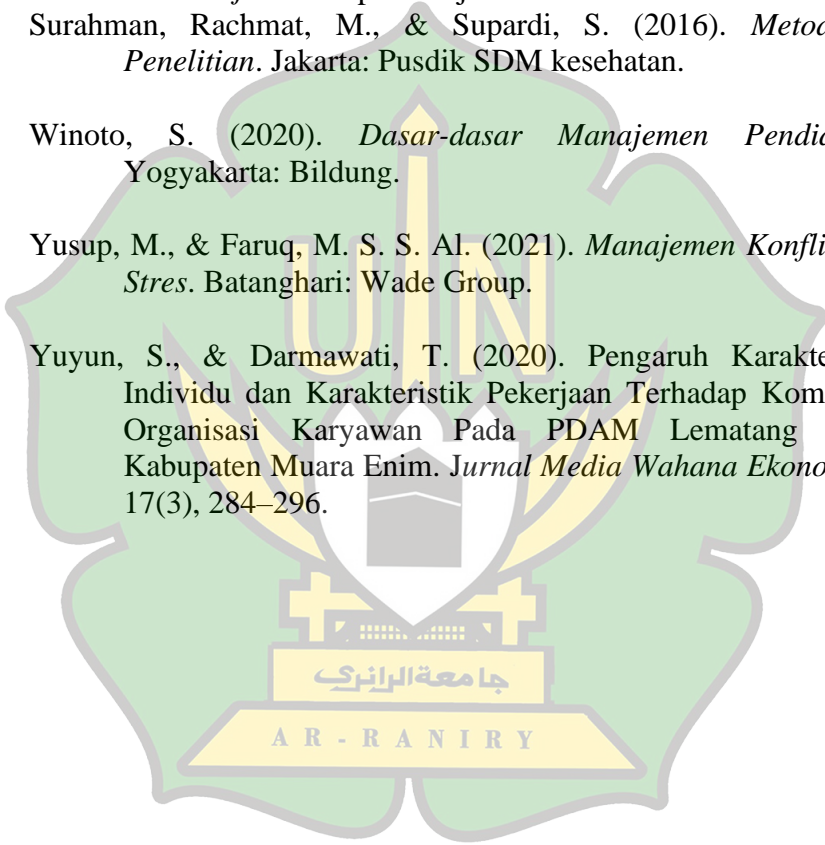 Surahman, Rachmat, M., & Supardi, S. (2016). Metod
Penelitian. Jakarta: Pusdik SDM kesehatan.
Winoto, S. (2020). Dasar-dasar Manajemen Pendid
Yogyakarta: Bildung.
Yusup, M., & Faruq, M. S. S. Al. (2021). Manajemen Konfli
Stres. Batanghari: Wade Group.
Yuyun, S., & Darmawati, T. (2020). Pengaruh Karakte
Individu dan Karakteristik Pekerjaan Terhadap Kom
Organisasi Karyawan Pada PDAM Lematang
Kabupaten Muara Enim. Jurnal Media Wahana Ekono
17(3), 284–296.
UIN
جامعة الرانري
AR-RANIRY